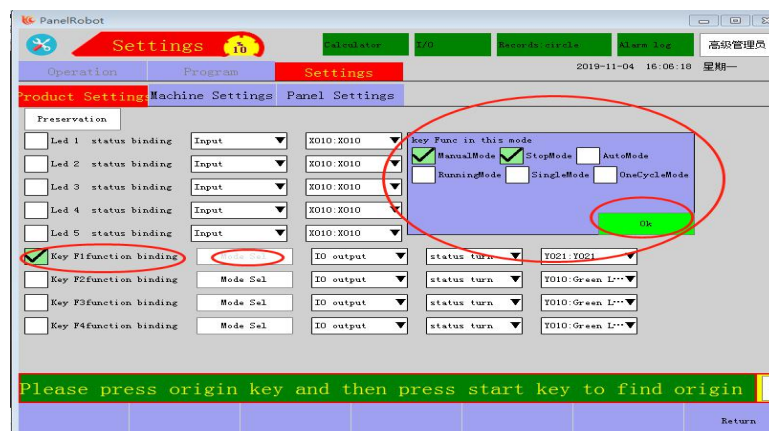 PanelRobot
Settings 10 Calculator I/O Records:circle Alarm log 高级管理员
Operation Program Settings 2019-11-04 16:06:18 星期一
Product Setting: Machine Settings Panel Settings
Preservation
Led 1 status binding Input X010:X010 key Func in this mode
ManualMode StopMode AutoMode
Led 2 status binding Input X010:X010
RunningMode SingleMode OneCycleMode
Led 3 status binding Input X010:X010
Led 4 status binding Input X010:X010
Ok
Led 5 status binding Input X010:X010
Key F1function binding Mode Sel IO output status turn Y021:Y021
Key F2function binding Mode Sel IO output status turn Y010:Green L···
Key F3function binding Mode Sel IO output status turn Y010:Green L···
Key F4function binding Mode Sel IO output status turn Y010:Green L···
Please press origin key and then press start key to find origin
Return